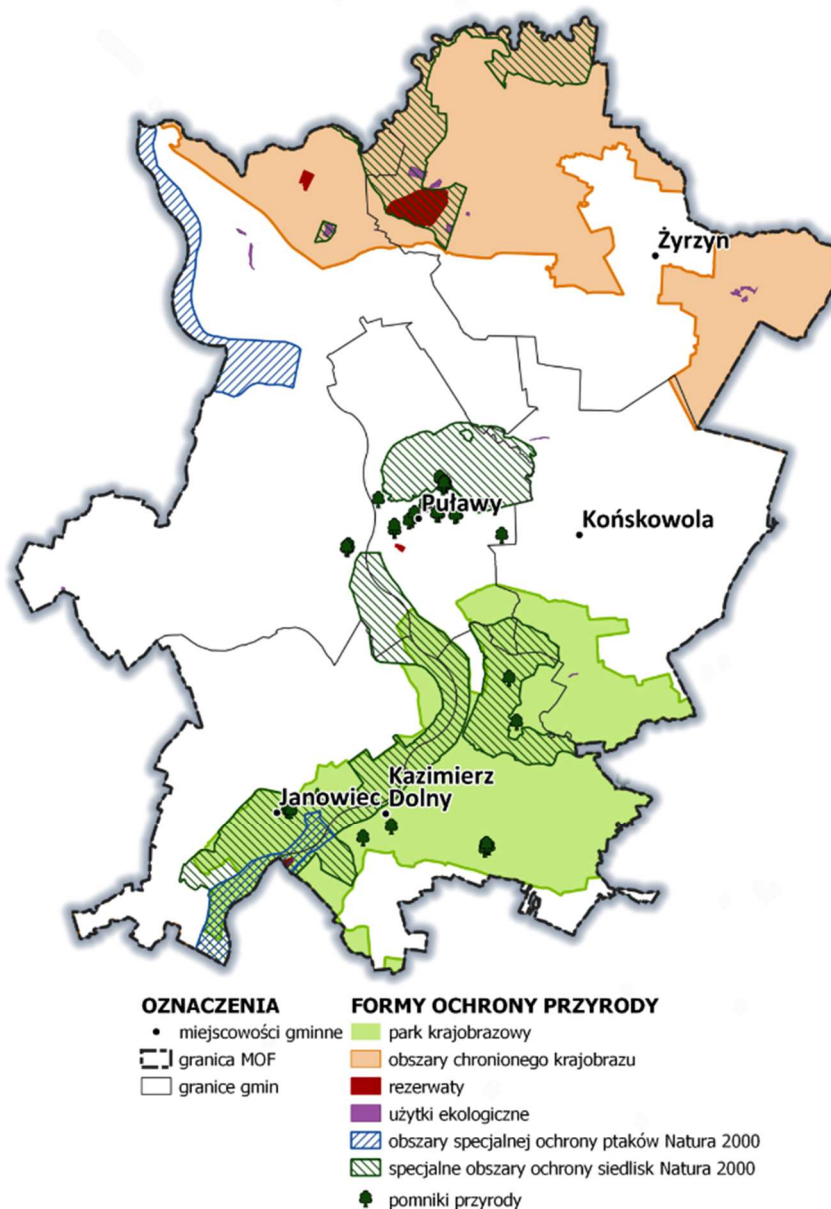 Żyrzyn
Puławy
Końskowola
Kazimierz
Janowiec Dolny
OZNACZENIA
miejscowości gminne
granica MOF
granice gmin
FORMY OCHRONY PRZYRODY
park krajobrazowy
obszary chronionego krajobrazu
rezerwaty
użytki ekologiczne
obszary specjalnej ochrony ptaków Natura 2000
specjalne obszary ochrony siedlisk Natura 2000
pomniki przyrody